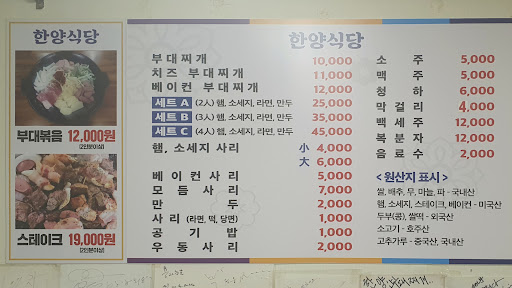 한양식당
부대볶음 12,000원
(2인분이상)
스테이크 19,000원
(2인분이상)
한양식당
부대찌개 10,000
치즈 부대찌개 11,000
베이컨 부대찌개 12,000
세트 A (2人) 햄, 소세지, 라면, 만두 25,000
세트 B (3人) 햄, 소세지, 라면, 만두 35,000
세트 C (4人) 햄, 소세지, 라면, 만두 45,000
햄, 소세지 사리 小 4,000
大 6,000
베이컨사리 5,000
모듬사리 7,000
만두 2,000
사리 (라면, 떡, 당면) 1,000
공기밥 1,000
우동사리 2,000
소주 5,000
맥주 5,000
청하 6,000
막걸리 4,000
백세주 12,000
복분자 12,000
음료수 2,000
< 원산지 표시 >
쌀, 배추, 무, 마늘, 파 - 국내산
햄, 소세지, 스테이크, 베이컨 - 미국산
두부(콩), 쌀떡 - 외국산
소고기 - 호주산
고추가루 - 중국산, 국내산